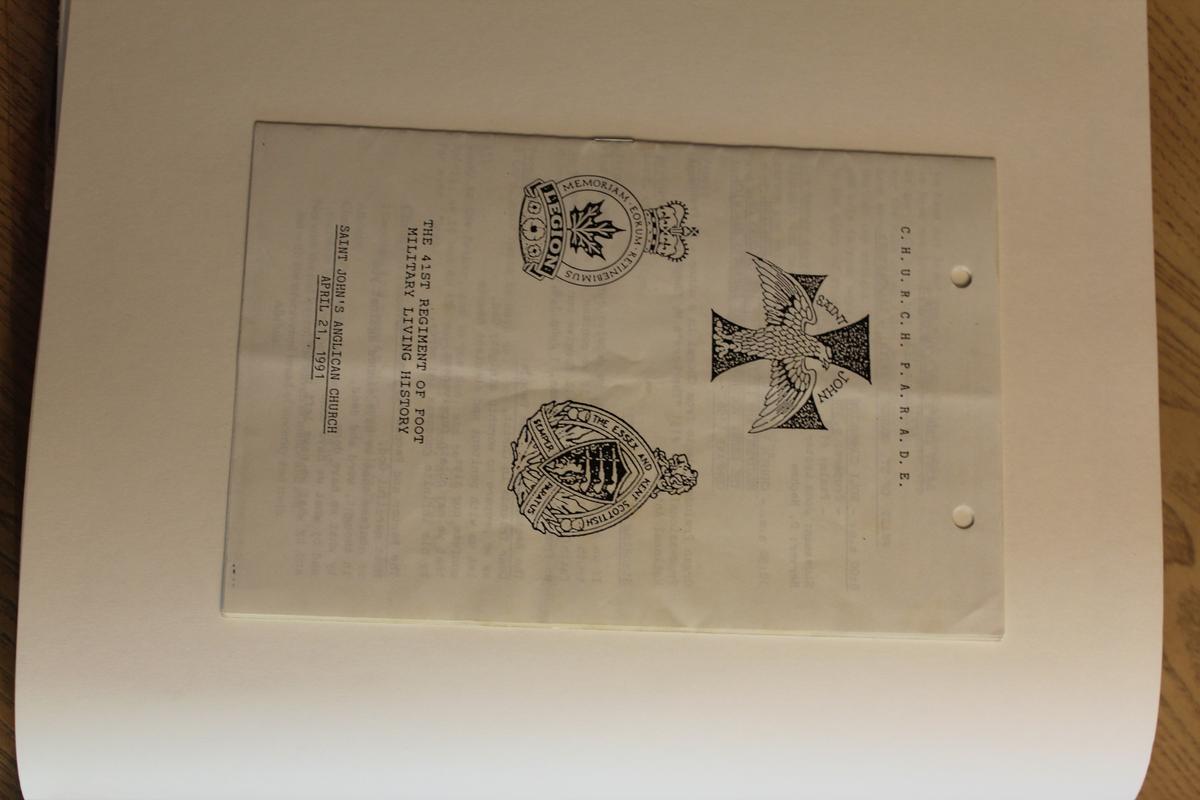 C. H. U. R. C. H. P. A. R. A. D. E.
SAINT
JOHN
MEMORIAM · EORUM · RETINEBIMUS
LEGION
THE ESSEX AND KENT SCOTTISH
SEMPER PARATUS
THE 41ST REGIMENT OF FOOT
MILITARY LIVING HISTORY
SAINT JOHN'S ANGLICAN CHURCH
APRIL 21, 1991